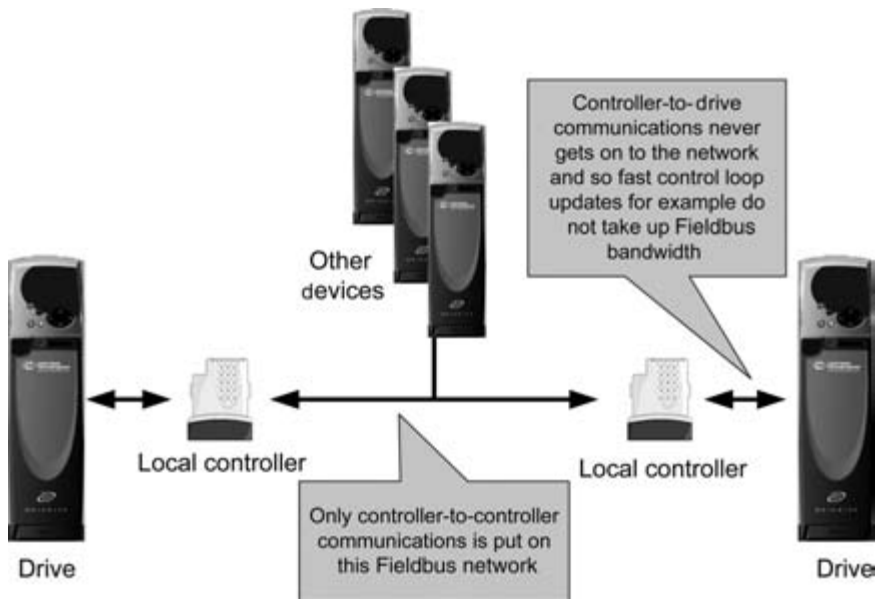 Controller-to-drive
communications never
gets on to the network
and so fast control loop
updates for example do
not take up Fieldbus
bandwidth
Other
devices
Local controller
Local controller
Only controller-to-controller
communications is put on
this Fieldbus network
Drive
Drive